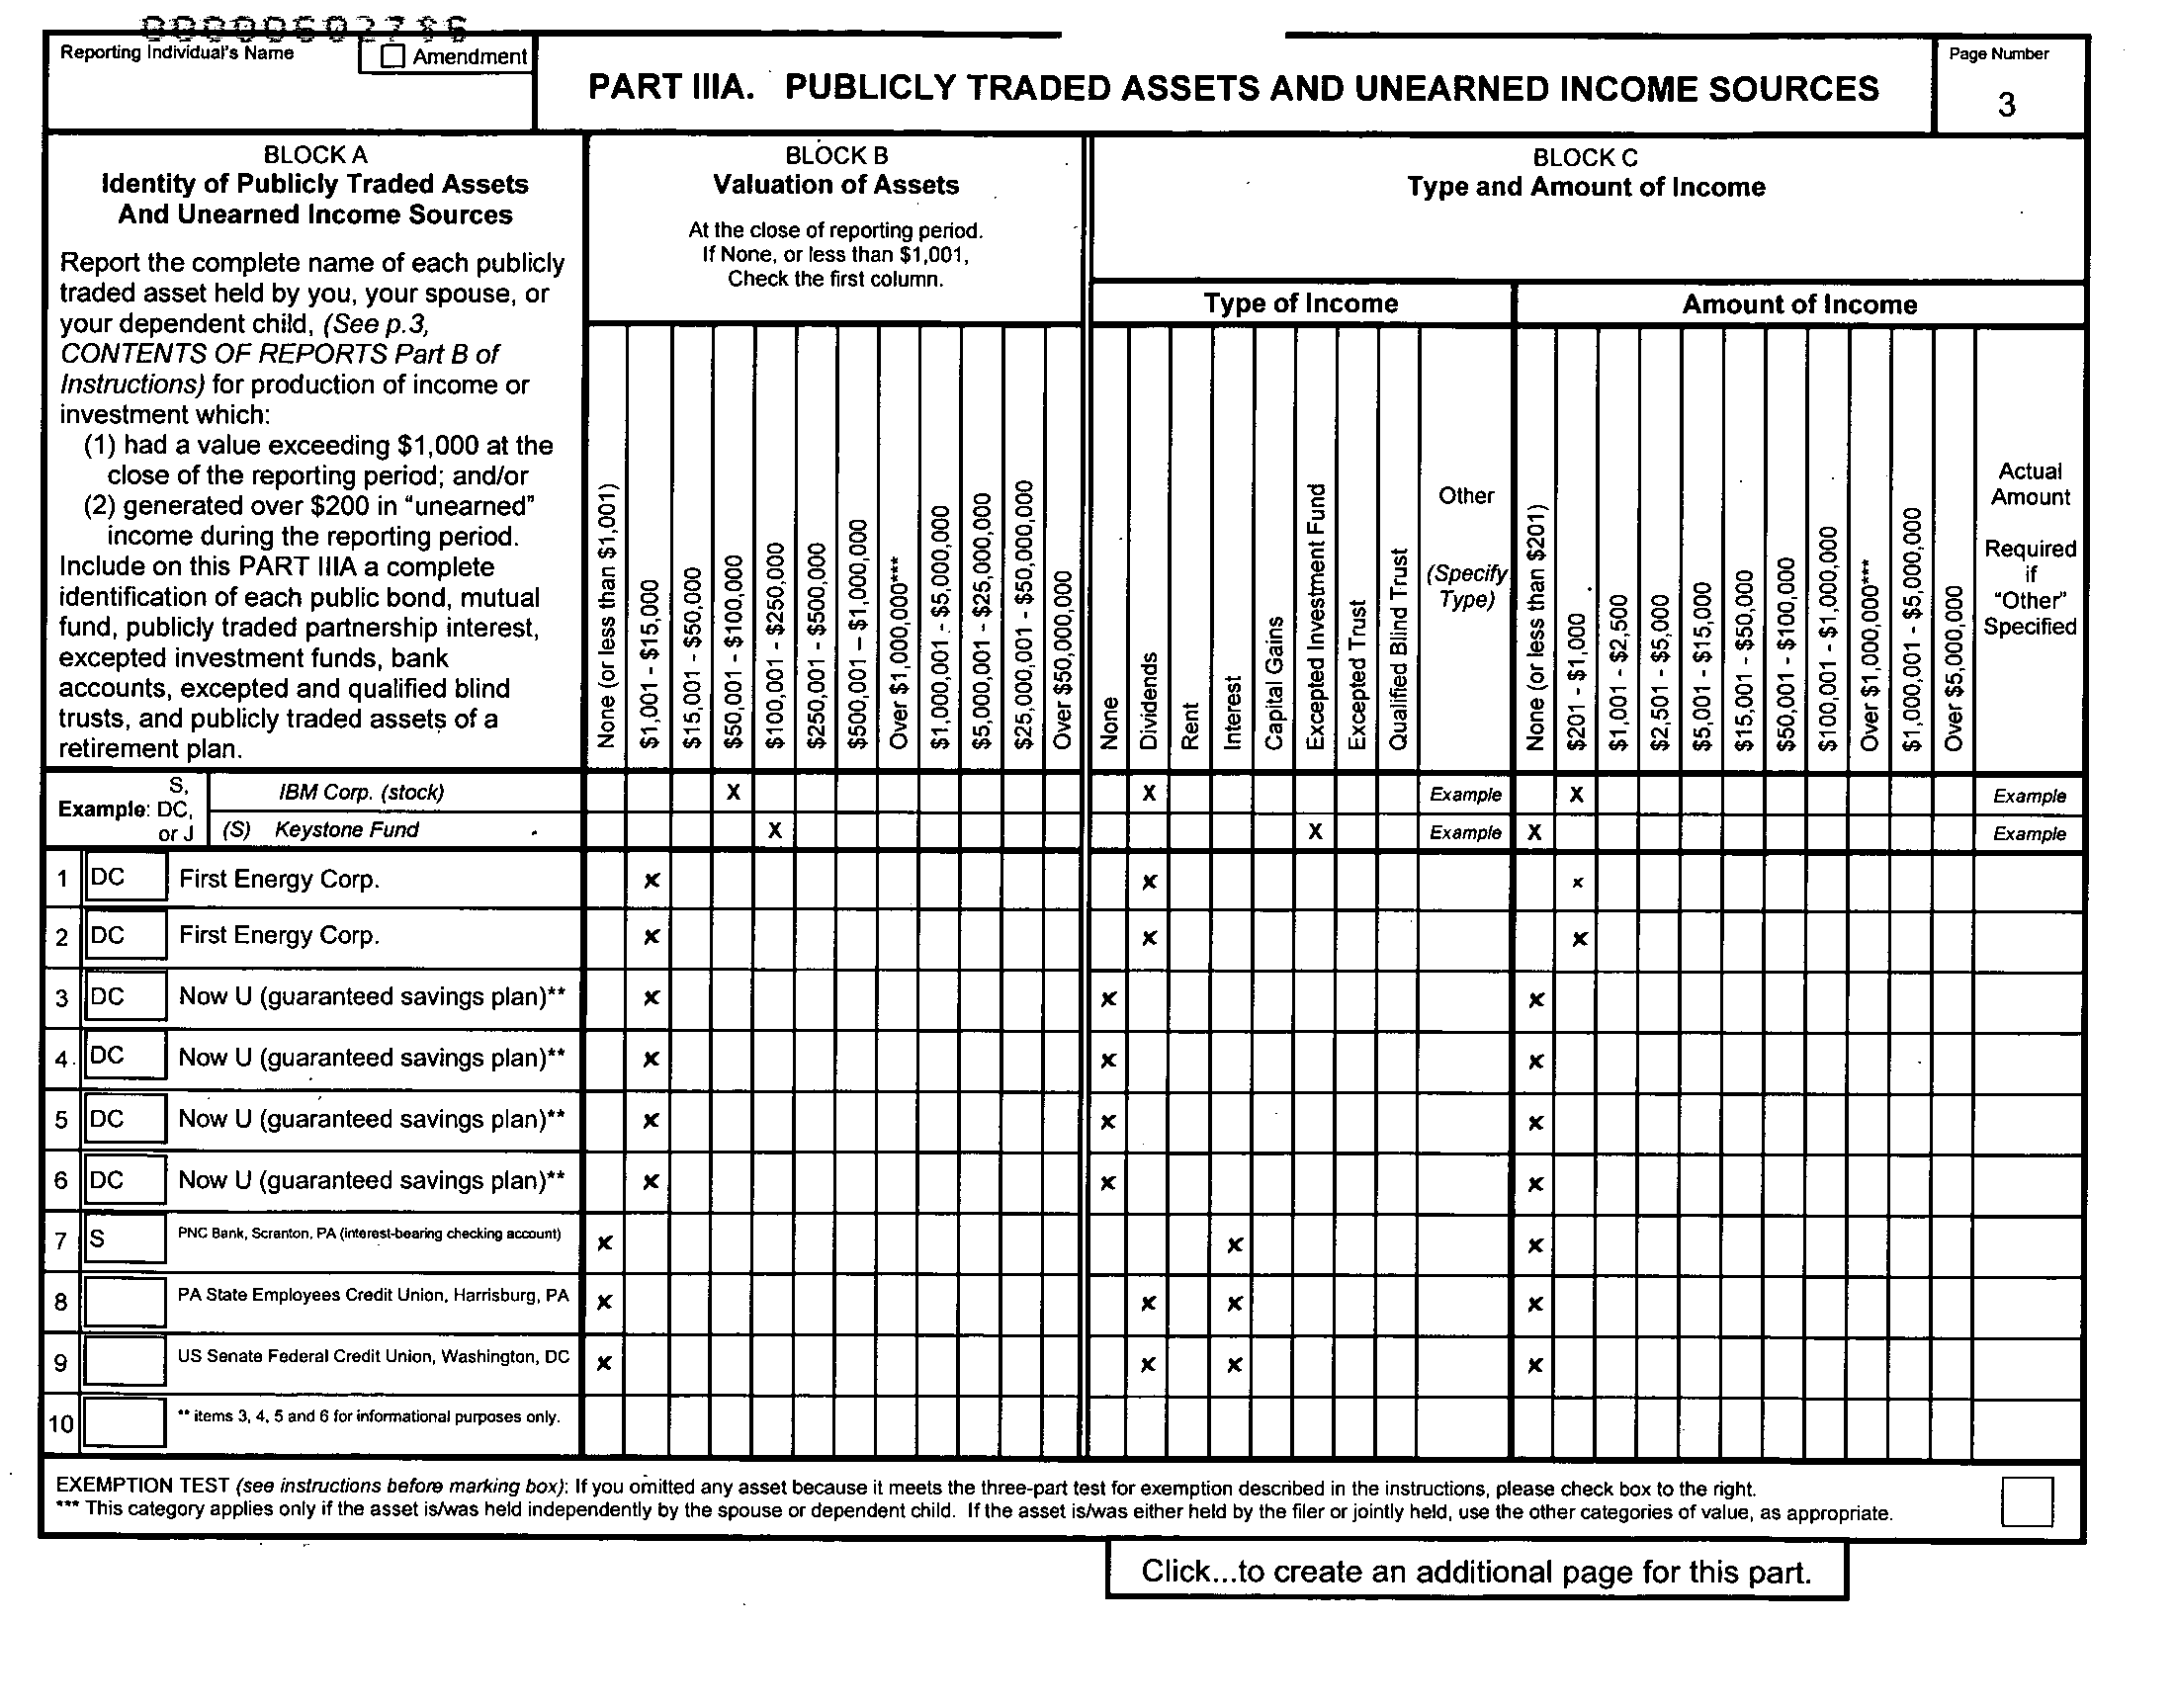 00000602786
Reporting Individual's Name
Amendment
PART IIIA. PUBLICLY TRADED ASSETS AND UNEARNED INCOME SOURCES
Page Number
3
BLOCK A
Identity of Publicly Traded Assets
And Unearned Income Sources
Report the complete name of each publicly
traded asset held by you, your spouse, or
your dependent child, (See p.3,
CONTENTS OF REPORTS Part B of
Instructions) for production of income or
investment which:
(1) had a value exceeding $1,000 at the
close of the reporting period; and/or
(2) generated over $200 in "unearned"
income during the reporting period.
Include on this PART IIIA a complete
identification of each public bond, mutual
fund, publicly traded partnership interest,
excepted investment funds, bank
accounts, excepted and qualified blind
trusts, and publicly traded assets of a
retirement plan.
BLOCK B
Valuation of Assets
At the close of reporting period.
If None, or less than $1,001,
Check the first column.
None (or less than $1,001)
$1,001 - $15,000
$15,001 - $50,000
$50,001 - $100,000
$100,001 - $250,000
$250,001 - $500,000
$500,001 – $1,000,000
Over $1,000,000***
$1,000,001 - $5,000,000
$5,000,001 - $25,000,000
$25,000,001 - $50,000,000
Over $50,000,000
BLOCK C
Type and Amount of Income
Type of Income
None
Dividends
Rent
Interest
Capital Gains
Excepted Investment Fund
Excepted Trust
Qualified Blind Trust
Other
(Specify
Type)
Amount of Income
None (or less than $201)
$201 - $1,000
$1,001 - $2,500
$2,501 - $5,000
$5,001 - $15,000
$15,001 - $50,000
$50,001 - $100,000
$100,001 - $1,000,000
Over $1,000,000***
$1,000,001 - $5,000,000
Over $5,000,000
Actual
Amount
Required
if
"Other"
Specified
Example: S, DC, or J
IBM Corp. (stock) X X Example X Example
(S) Keystone Fund X X Example X Example
1 DC First Energy Corp. x x x
2 DC First Energy Corp. x x x
3 DC Now U (guaranteed savings plan)** x x x
4. DC Now U (guaranteed savings plan)** x x x
5 DC Now U (guaranteed savings plan)** x x x
6 DC Now U (guaranteed savings plan)** x x x
7 S PNC Bank, Scranton, PA (interest-bearing checking account) x x x
8 PA State Employees Credit Union, Harrisburg, PA x x x x
9 US Senate Federal Credit Union, Washington, DC x x x x
10 ** items 3, 4, 5 and 6 for informational purposes only.
EXEMPTION TEST (see instructions before marking box): If you omitted any asset because it meets the three-part test for exemption described in the instructions, please check box to the right.
*** This category applies only if the asset is/was held independently by the spouse or dependent child. If the asset is/was either held by the filer or jointly held, use the other categories of value, as appropriate.
Click...to create an additional page for this part.